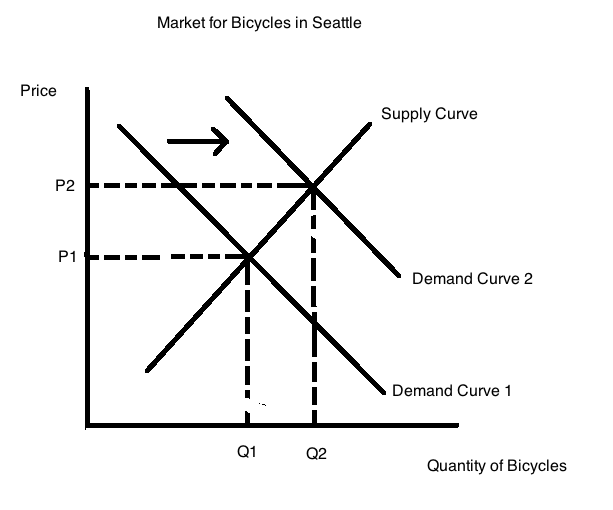 Market for Bicycles in Seattle
Price
Supply Curve
P2
P1
Demand Curve 2
Demand Curve 1
Q1
Q2
Quantity of Bicycles